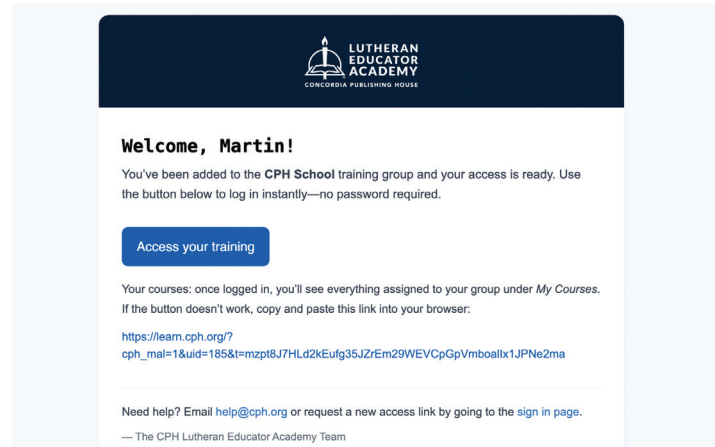 LUTHERAN
EDUCATOR
ACADEMY
CONCORDIA PUBLISHING HOUSE
Welcome, Martin!
You've been added to the CPH School training group and your access is ready. Use
the button below to log in instantly—no password required.
Access your training
Your courses: once logged in, you'll see everything assigned to your group under My Courses.
If the button doesn't work, copy and paste this link into your browser:
https://learn.cph.org/?
cph_mal=1&uid=185&t=mzpt8J7HLd2kEufg35JZrEm29WEVCpGpVmboalIx1JPNe2ma
Need help? Email help@cph.org or request a new access link by going to the sign in page.
— The CPH Lutheran Educator Academy Team